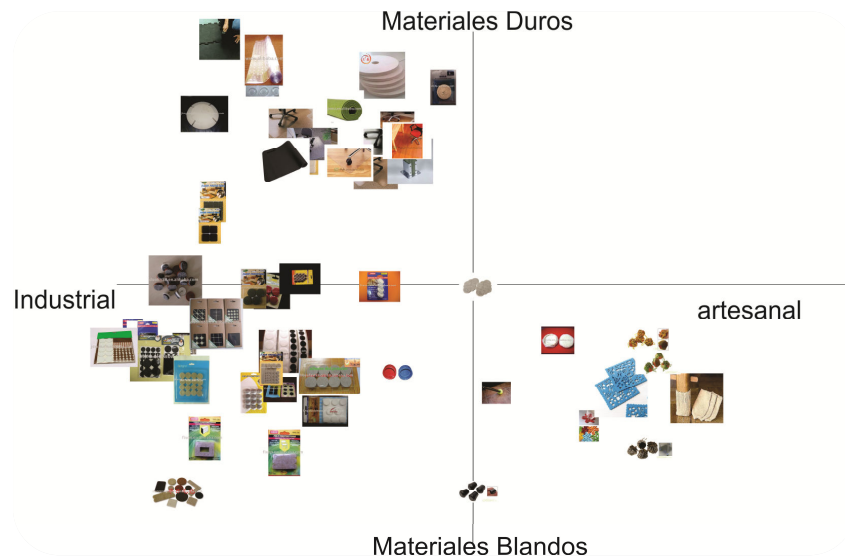 Materiales Duros
Industrial
artesanal
Materiales Blandos